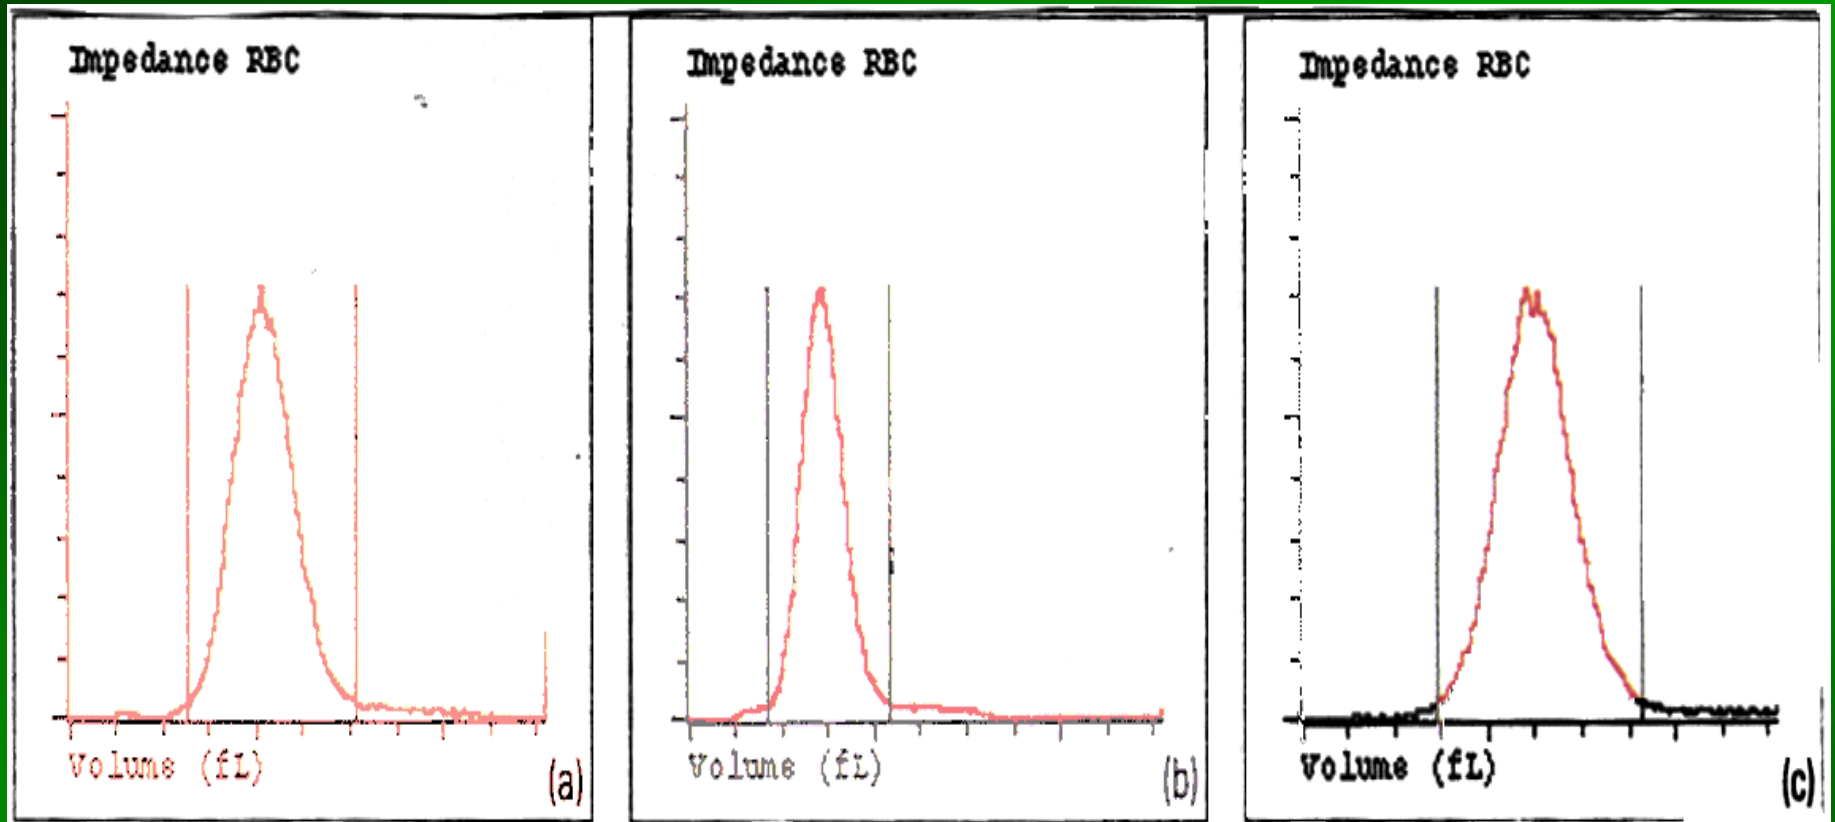 Impedance RBC
Volume (fL)
(a)
Impedance RBC
Volume (fL)
(b)
Impedance RBC
Volume (fL)
(c)